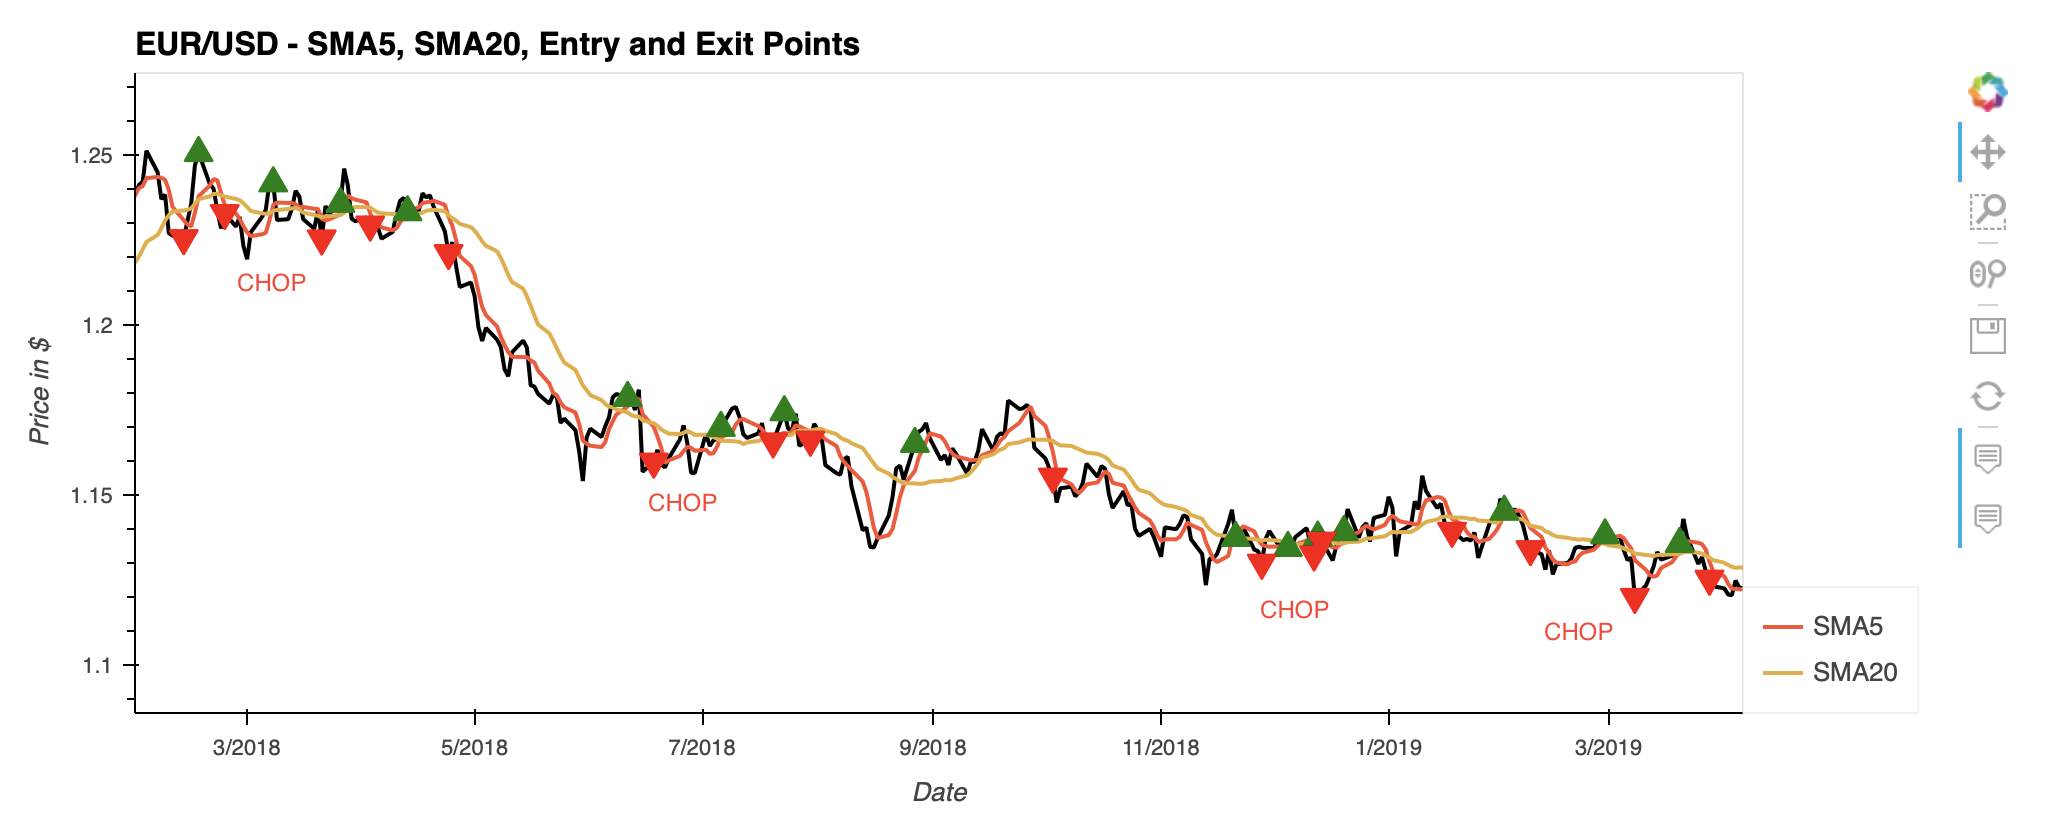 EUR/USD - SMA5, SMA20, Entry and Exit Points
1.25
1.2
1.15
1.1
Price in $
CHOP
CHOP
CHOP
CHOP
SMA5
SMA20
3/2018
5/2018
7/2018
9/2018
11/2018
1/2019
3/2019
Date